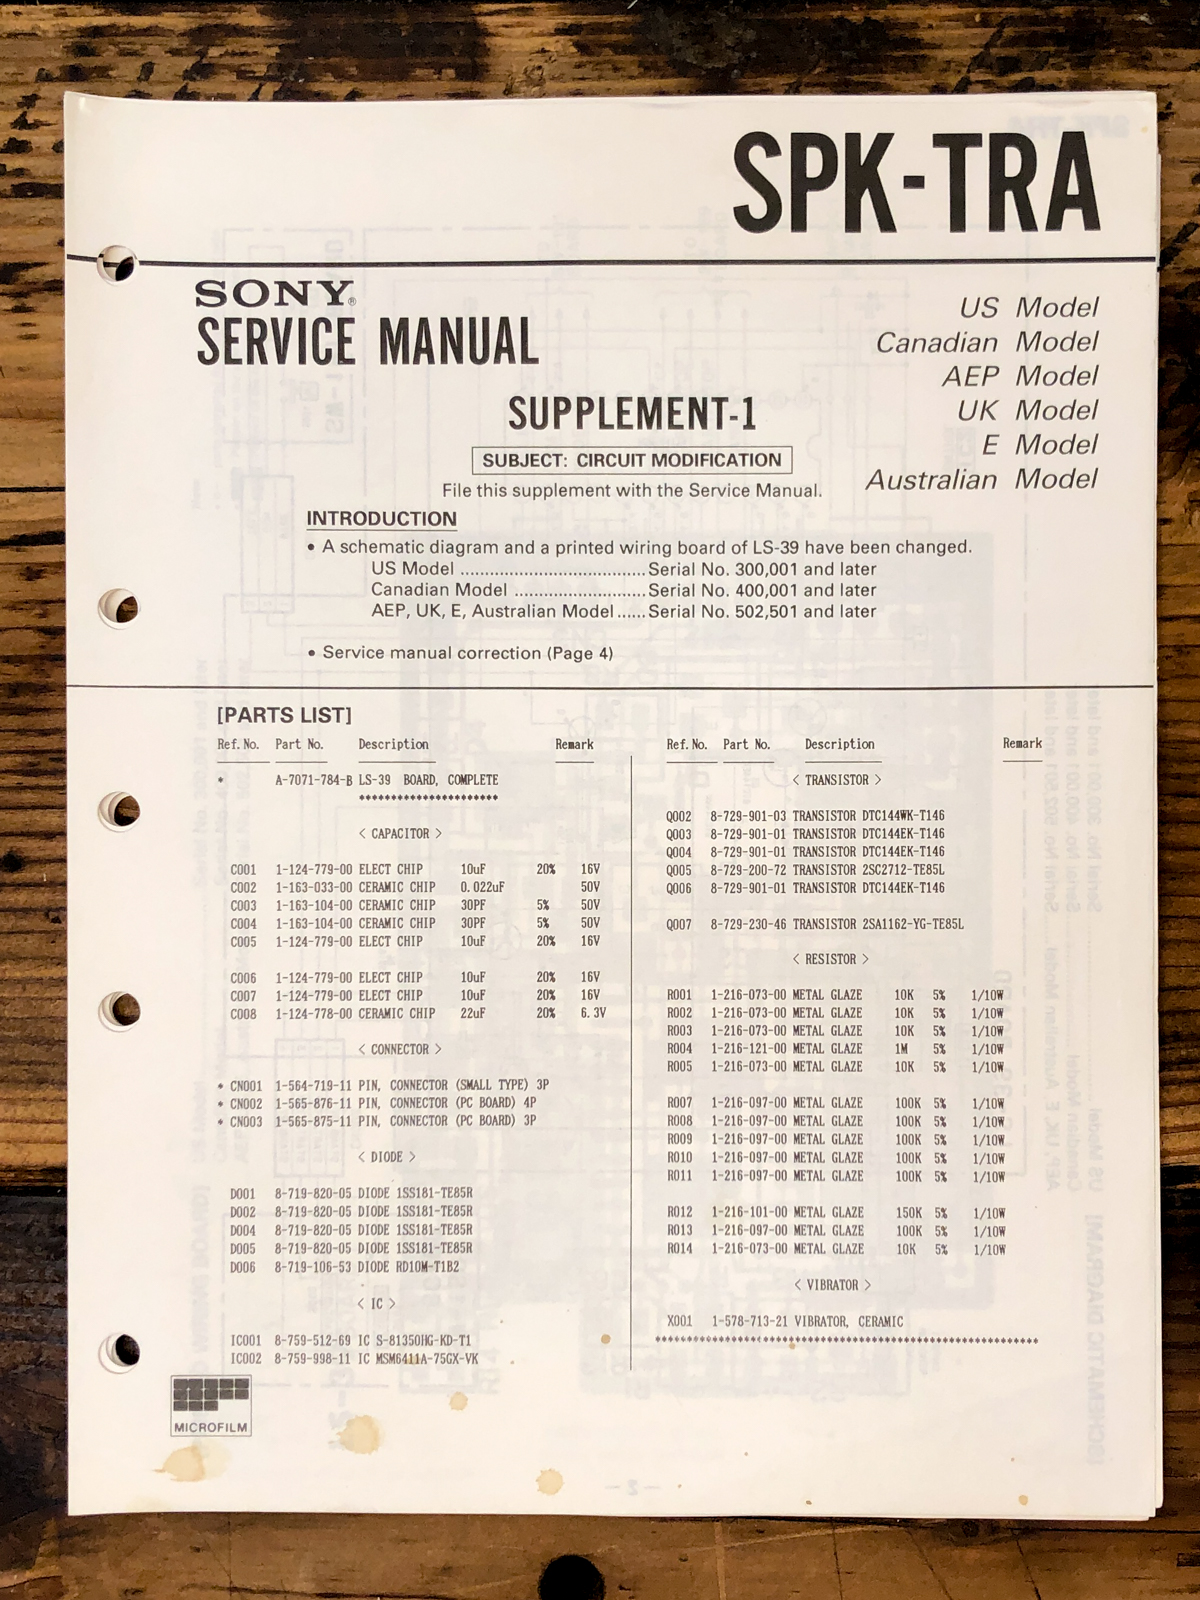 SPK-TRA
SONY®
SERVICE MANUAL
US Model
Canadian Model
AEP Model
UK Model
E Model
Australian Model
SUPPLEMENT-1
SUBJECT: CIRCUIT MODIFICATION
File this supplement with the Service Manual.
INTRODUCTION
• A schematic diagram and a printed wiring board of LS-39 have been changed.
US Model ....................................Serial No. 300,001 and later
Canadian Model .........................Serial No. 400,001 and later
AEP, UK, E, Australian Model......Serial No. 502,501 and later
• Service manual correction (Page 4)
[PARTS LIST]
Ref. No. Part No. Description Remark
* A-7071-784-B LS-39 BOARD, COMPLETE
**********************
< CAPACITOR >
C001 1-124-779-00 ELECT CHIP 10uF 20% 16V
C002 1-163-033-00 CERAMIC CHIP 0.022uF 50V
C003 1-163-104-00 CERAMIC CHIP 30PF 5% 50V
C004 1-163-104-00 CERAMIC CHIP 30PF 5% 50V
C005 1-124-779-00 ELECT CHIP 10uF 20% 16V
C006 1-124-779-00 ELECT CHIP 10uF 20% 16V
C007 1-124-779-00 ELECT CHIP 10uF 20% 16V
C008 1-124-778-00 CERAMIC CHIP 22uF 20% 6.3V
< CONNECTOR >
* CN001 1-564-719-11 PIN, CONNECTOR (SMALL TYPE) 3P
* CN002 1-565-876-11 PIN, CONNECTOR (PC BOARD) 4P
* CN003 1-565-875-11 PIN, CONNECTOR (PC BOARD) 3P
< DIODE >
D001 8-719-820-05 DIODE 1SS181-TE85R
D002 8-719-820-05 DIODE 1SS181-TE85R
D004 8-719-820-05 DIODE 1SS181-TE85R
D005 8-719-820-05 DIODE 1SS181-TE85R
D006 8-719-106-53 DIODE RD10M-T1B2
< IC >
IC001 8-759-512-69 IC S-81350HG-KD-T1
IC002 8-759-998-11 IC MSM6411A-75GX-VK
Ref. No. Part No. Description Remark
< TRANSISTOR >
Q002 8-729-901-03 TRANSISTOR DTC144WK-T146
Q003 8-729-901-01 TRANSISTOR DTC144EK-T146
Q004 8-729-901-01 TRANSISTOR DTC144EK-T146
Q005 8-729-200-72 TRANSISTOR 2SC2712-TE85L
Q006 8-729-901-01 TRANSISTOR DTC144EK-T146
Q007 8-729-230-46 TRANSISTOR 2SA1162-YG-TE85L
< RESISTOR >
R001 1-216-073-00 METAL GLAZE 10K 5% 1/10W
R002 1-216-073-00 METAL GLAZE 10K 5% 1/10W
R003 1-216-073-00 METAL GLAZE 10K 5% 1/10W
R004 1-216-121-00 METAL GLAZE 1M 5% 1/10W
R005 1-216-073-00 METAL GLAZE 10K 5% 1/10W
R007 1-216-097-00 METAL GLAZE 100K 5% 1/10W
R008 1-216-097-00 METAL GLAZE 100K 5% 1/10W
R009 1-216-097-00 METAL GLAZE 100K 5% 1/10W
R010 1-216-097-00 METAL GLAZE 100K 5% 1/10W
R011 1-216-097-00 METAL GLAZE 100K 5% 1/10W
R012 1-216-101-00 METAL GLAZE 150K 5% 1/10W
R013 1-216-097-00 METAL GLAZE 100K 5% 1/10W
R014 1-216-073-00 METAL GLAZE 10K 5% 1/10W
< VIBRATOR >
X001 1-578-713-21 VIBRATOR, CERAMIC
************************************************************
MICROFILM